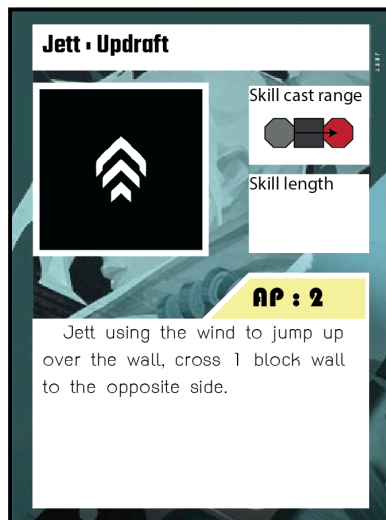 Jett • Updraft
JETT
Skill cast range
Skill length
AP : 2
Jett using the wind to jump up
over the wall, cross 1 block wall
to the opposite side.